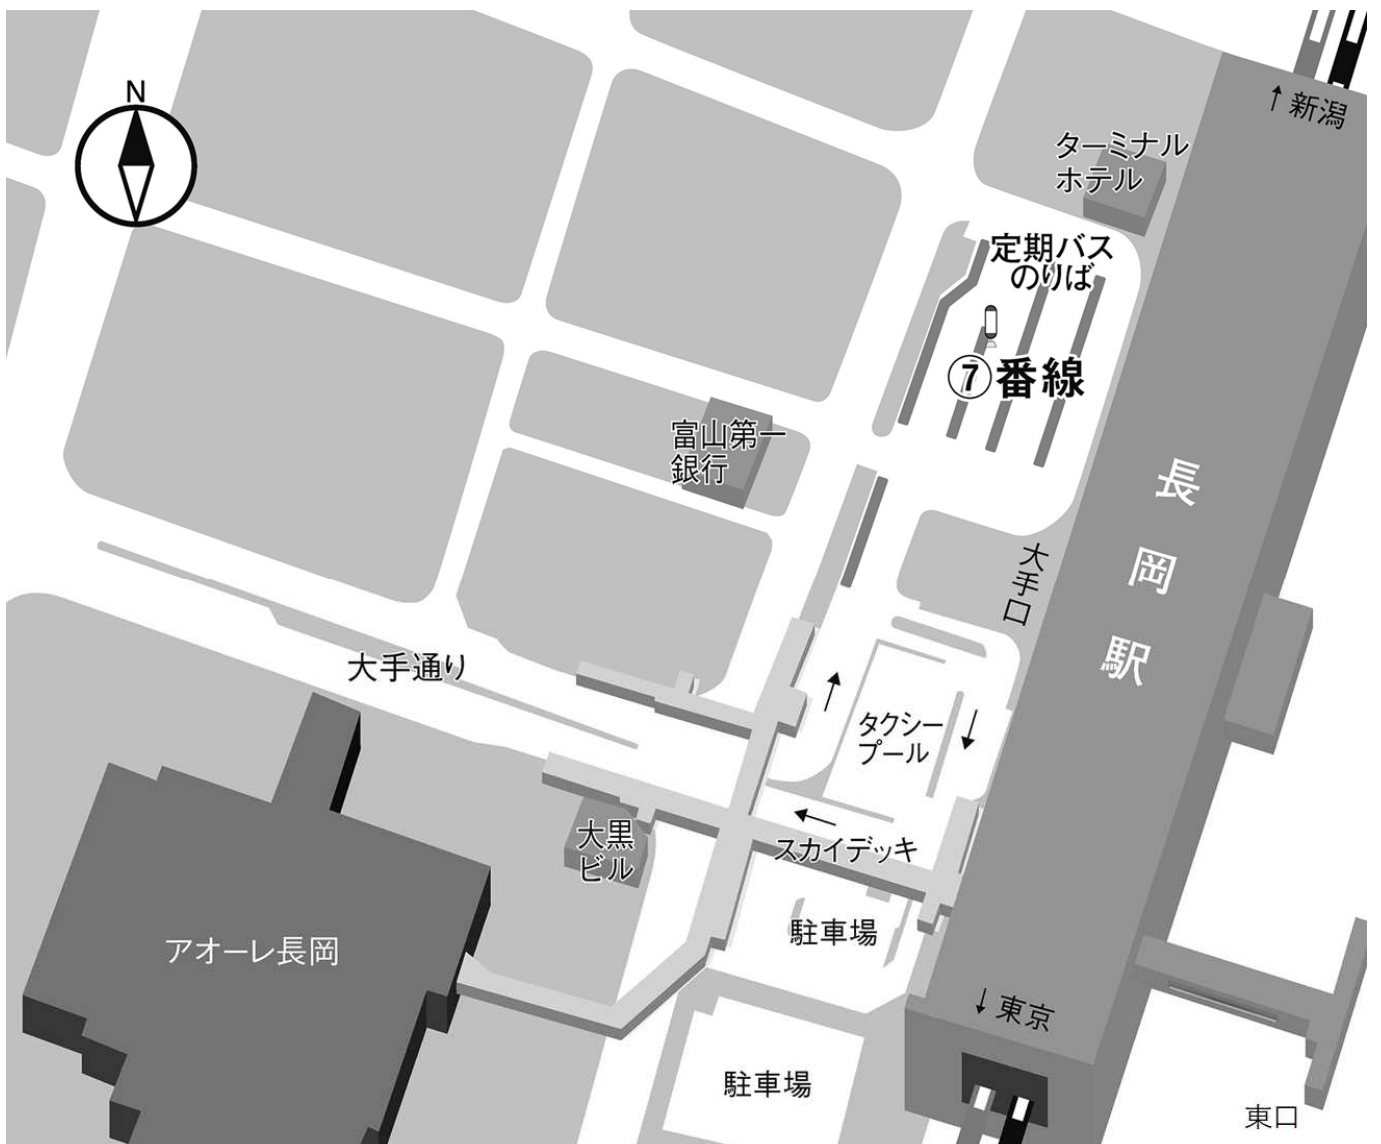 N
↑新潟
ターミナル
ホテル
定期バス
のりば
⑦番線
富山第一
銀行
長岡駅
大手口
大手通り
タクシー
プール
大黒
ビル
スカイデッキ
駐車場
アオーレ長岡
↓東京
駐車場
東口